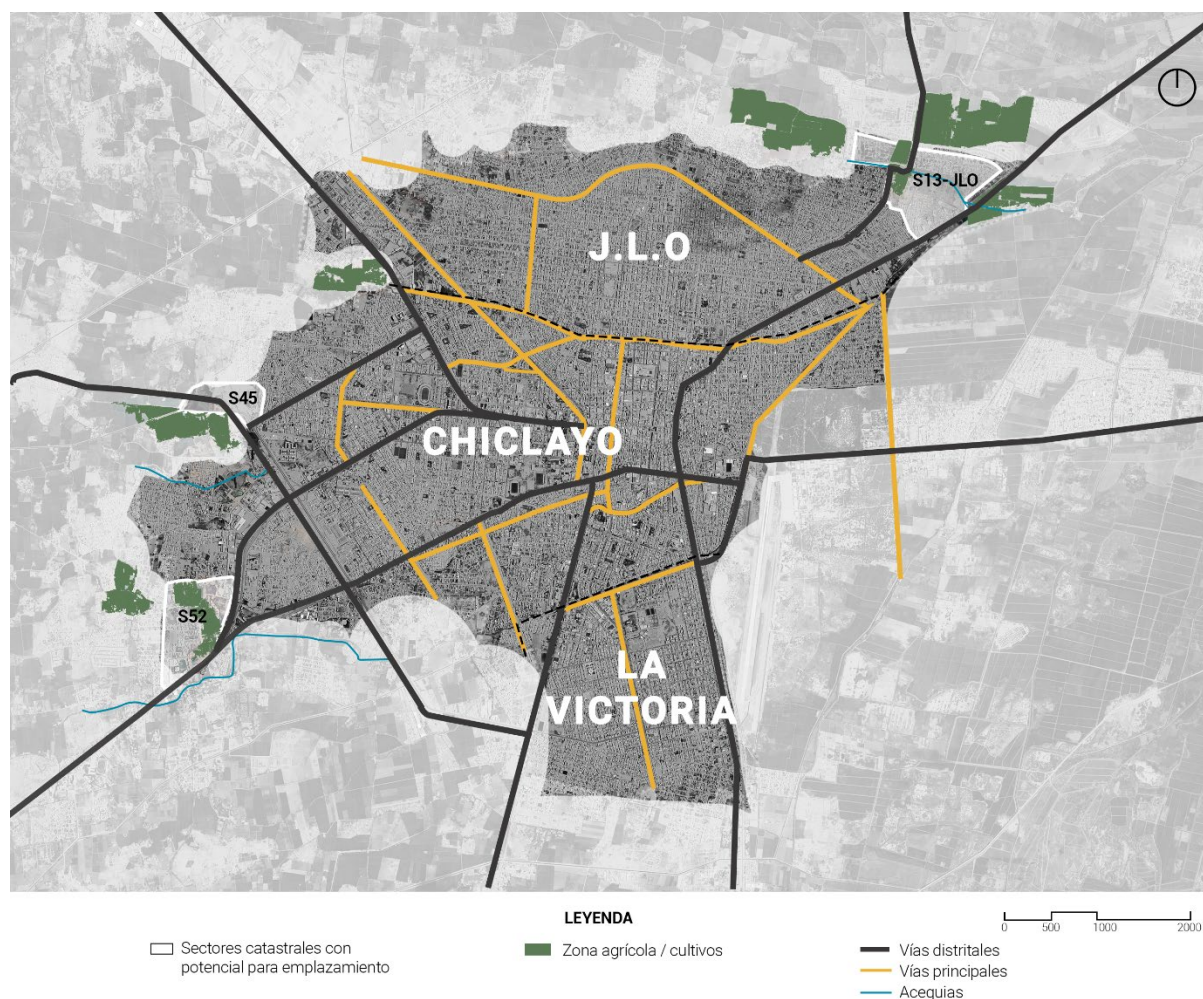 S13-JLO
J.L.O
S45
CHICLAYO
S52
LA
VICTORIA
LEYENDA
Sectores catastrales con
potencial para emplazamiento
Zona agrícola / cultivos
0 500 1000 2000
Vías distritales
Vías principales
Acequias